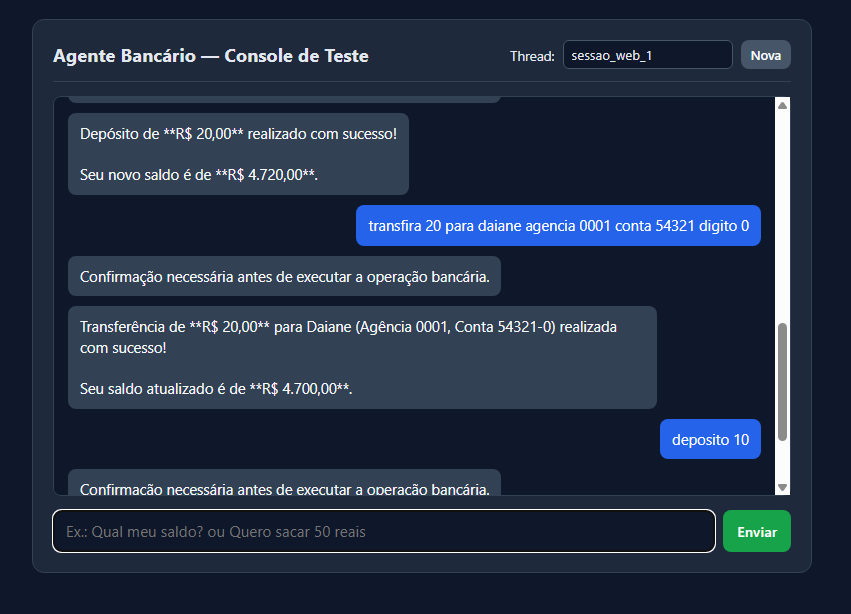 Agente Bancário — Console de Teste
Thread:
sessao_web_1
Nova
Depósito de **R$ 20,00** realizado com sucesso!
Seu novo saldo é de **R$ 4.720,00**.
transfira 20 para daiane agencia 0001 conta 54321 digito 0
Confirmação necessária antes de executar a operação bancária.
Transferência de **R$ 20,00** para Daiane (Agência 0001, Conta 54321-0) realizada
com sucesso!
Seu saldo atualizado é de **R$ 4.700,00**.
deposito 10
Confirmação necessária antes de executar a operação bancária.
Ex.: Qual meu saldo? ou Quero sacar 50 reais
Enviar